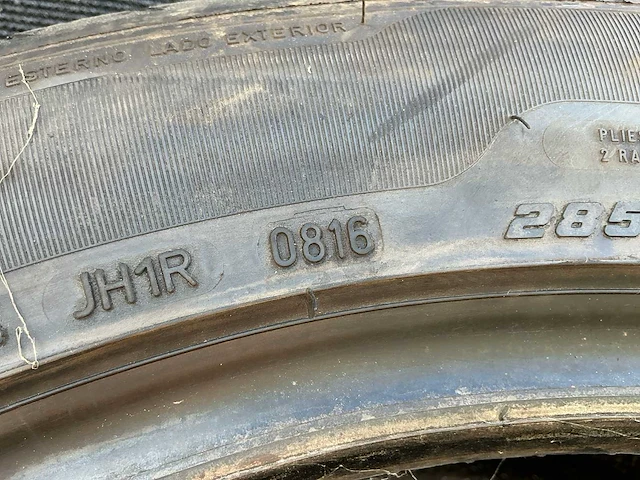 ESTERNO LADO EXTERIOR
PLIE
2 RA
285
JH1R 0816